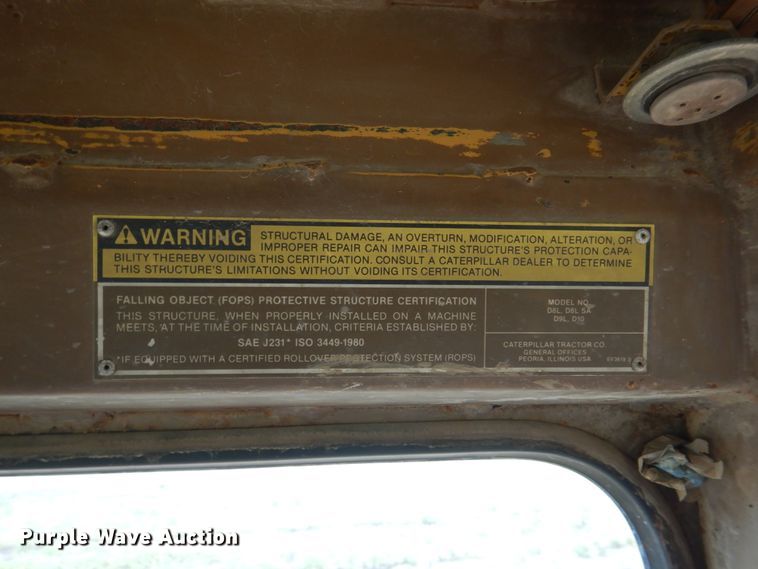 WARNING
STRUCTURAL DAMAGE, AN OVERTURN, MODIFICATION, ALTERATION, OR
IMPROPER REPAIR CAN IMPAIR THIS STRUCTURE'S PROTECTION CAPA-
BILITY THEREBY VOIDING THIS CERTIFICATION. CONSULT A CATERPILLAR DEALER TO DETERMINE
THIS STRUCTURE'S LIMITATIONS WITHOUT VOIDING ITS CERTIFICATION.
FALLING OBJECT (FOPS) PROTECTIVE STRUCTURE CERTIFICATION
THIS STRUCTURE, WHEN PROPERLY INSTALLED ON A MACHINE
MEETS, AT THE TIME OF INSTALLATION, CRITERIA ESTABLISHED BY:
SAE J231* ISO 3449-1980
*IF EQUIPPED WITH A CERTIFIED ROLLOVER PROTECTION SYSTEM (ROPS)
MODEL NO.
D8L, D8L SA
D9L, D10
CATERPILLAR TRACTOR CO.
GENERAL OFFICES
PEORIA, ILLINOIS USA
Purple Wave Auction